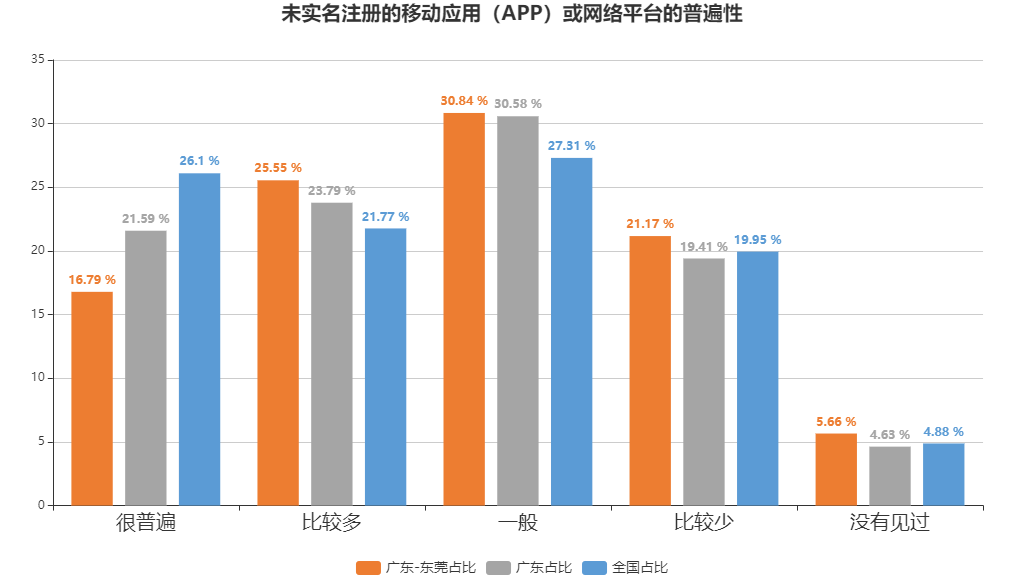 未实名注册的移动应用（APP）或网络平台的普遍性
35
30
25
20
15
10
5
0
16.79 %
21.59 %
26.1 %
25.55 %
23.79 %
21.77 %
30.84 %
30.58 %
27.31 %
21.17 %
19.41 %
19.95 %
5.66 %
4.63 %
4.88 %
很普遍
比较多
一般
比较少
没有见过
广东-东莞占比
广东占比
全国占比